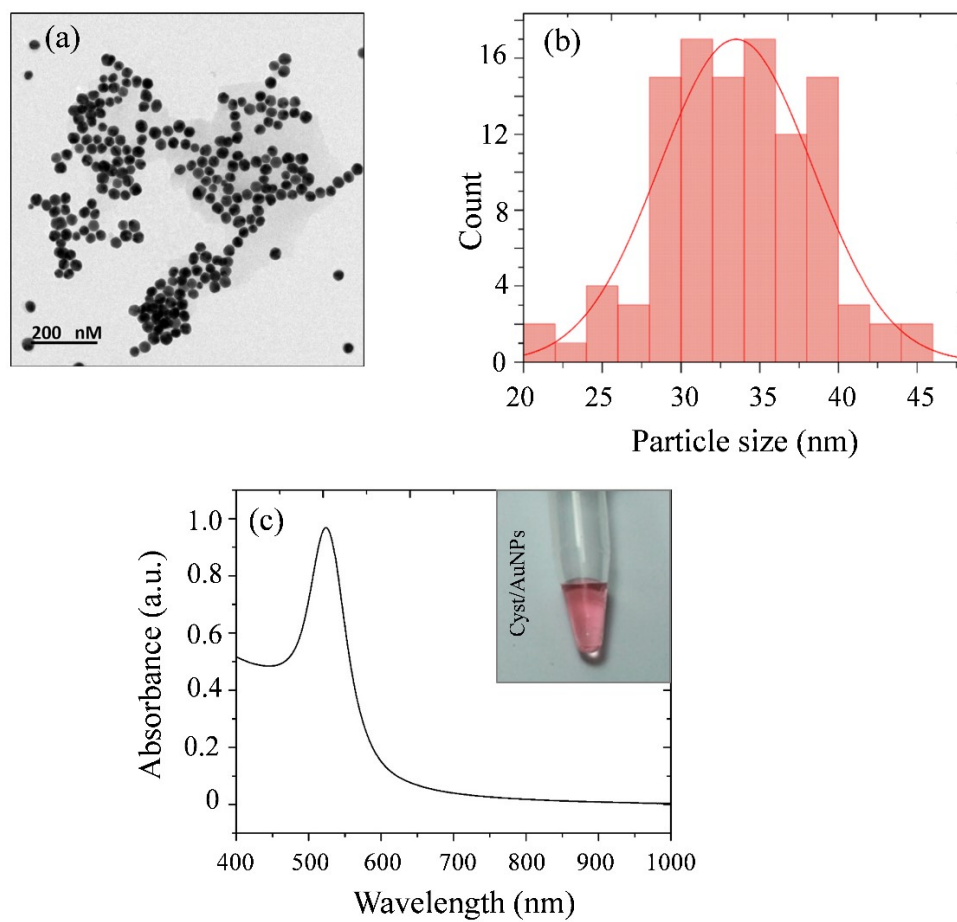 (a)
200 nM
(b)
16
12
8
4
0
Count
20 25 30 35 40 45
Particle size (nm)
(c)
1.0
0.8
0.6
0.4
0.2
0
Absorbance (a.u.)
400 500 600 700 800 900 1000
Wavelength (nm)
Cyst/AuNPs